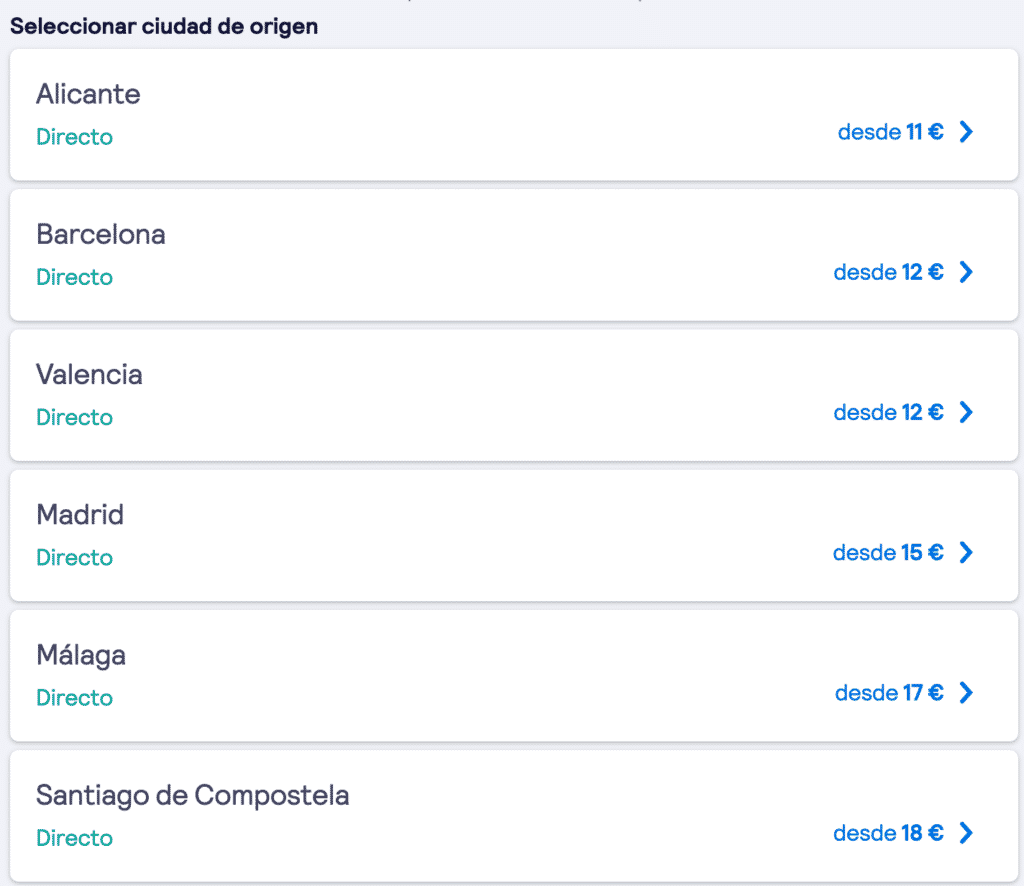 Seleccionar ciudad de origen
Alicante
Directo
desde 11 €
Barcelona
Directo
desde 12 €
Valencia
Directo
desde 12 €
Madrid
Directo
desde 15 €
Málaga
Directo
desde 17 €
Santiago de Compostela
Directo
desde 18 €